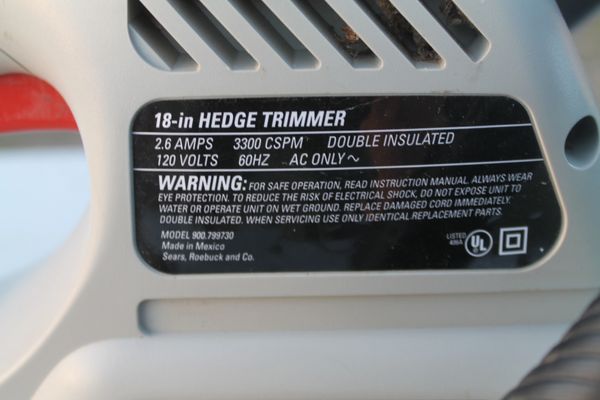 18-in HEDGE TRIMMER
2.6 AMPS 3300 CSPM DOUBLE INSULATED
120 VOLTS 60HZ AC ONLY ~
WARNING: FOR SAFE OPERATION, READ INSTRUCTION MANUAL. ALWAYS WEAR
EYE PROTECTION. TO REDUCE THE RISK OF ELECTRICAL SHOCK, DO NOT EXPOSE UNIT TO
WATER OR OPERATE UNIT ON WET GROUND. REPLACE DAMAGED CORD IMMEDIATELY.
DOUBLE INSULATED. WHEN SERVICING USE ONLY IDENTICAL REPLACEMENT PARTS.
MODEL 900.799730
Made in Mexico
Sears, Roebuck and Co.
LISTED
UL